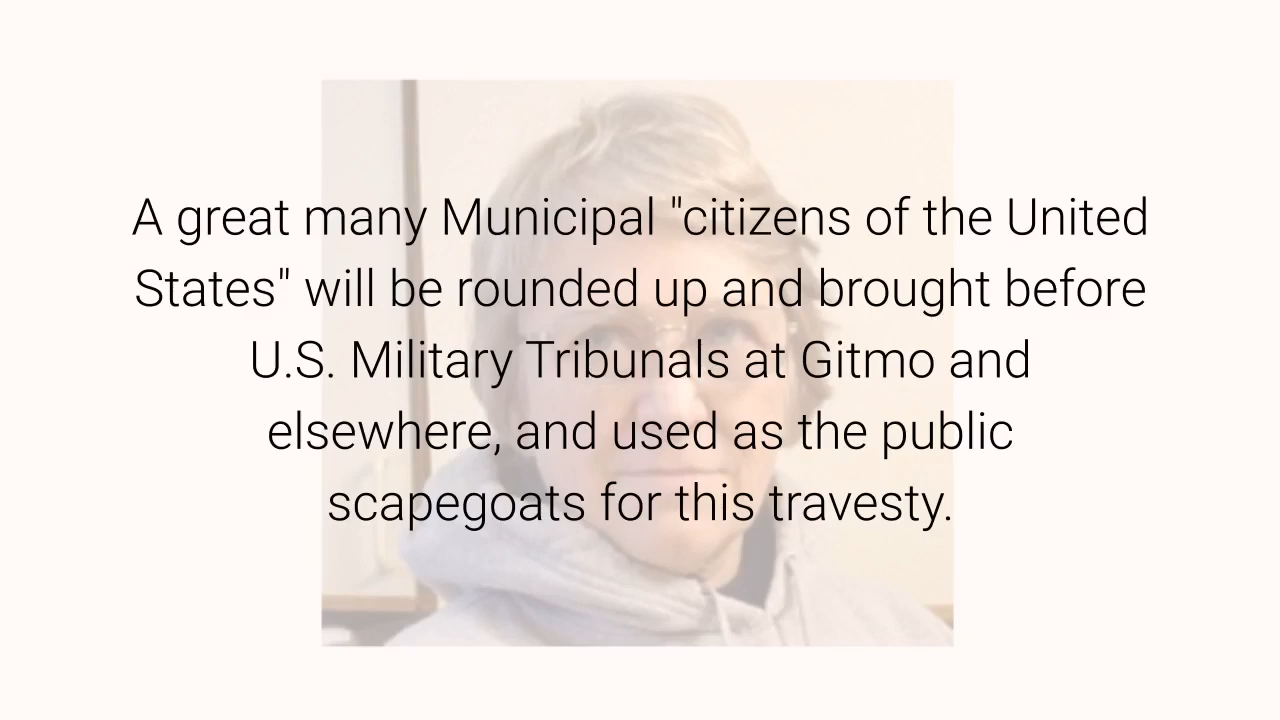 A great many Municipal "citizens of the United
States" will be rounded up and brought before
U.S. Military Tribunals at Gitmo and
elsewhere, and used as the public
scapegoats for this travesty.